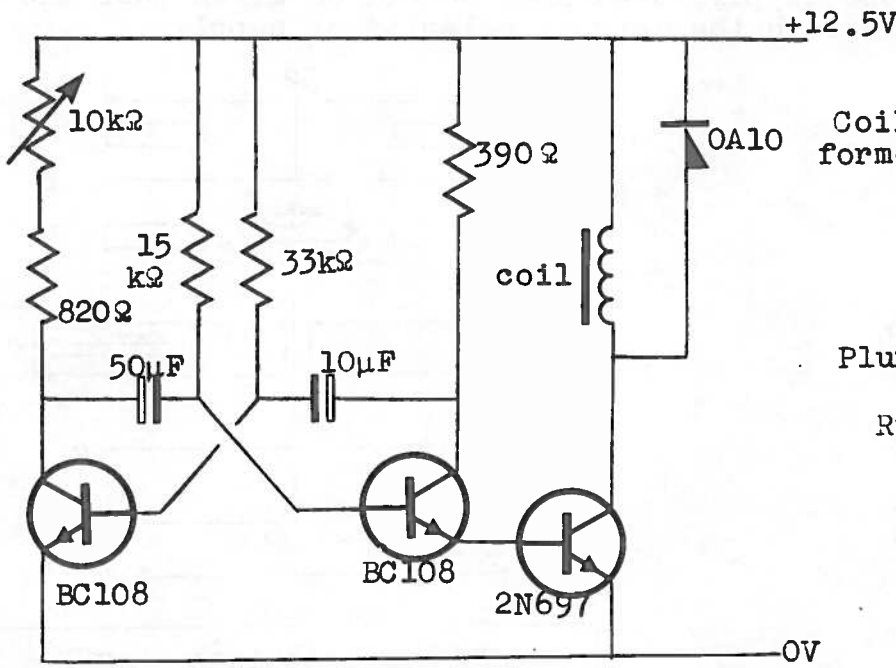 +12.5V
10kΩ
390Ω
OA10
Coil
form
15
kΩ
33kΩ
coil
820Ω
50μF
10μF
Plu
R
BC108
BC108
2N697
0V